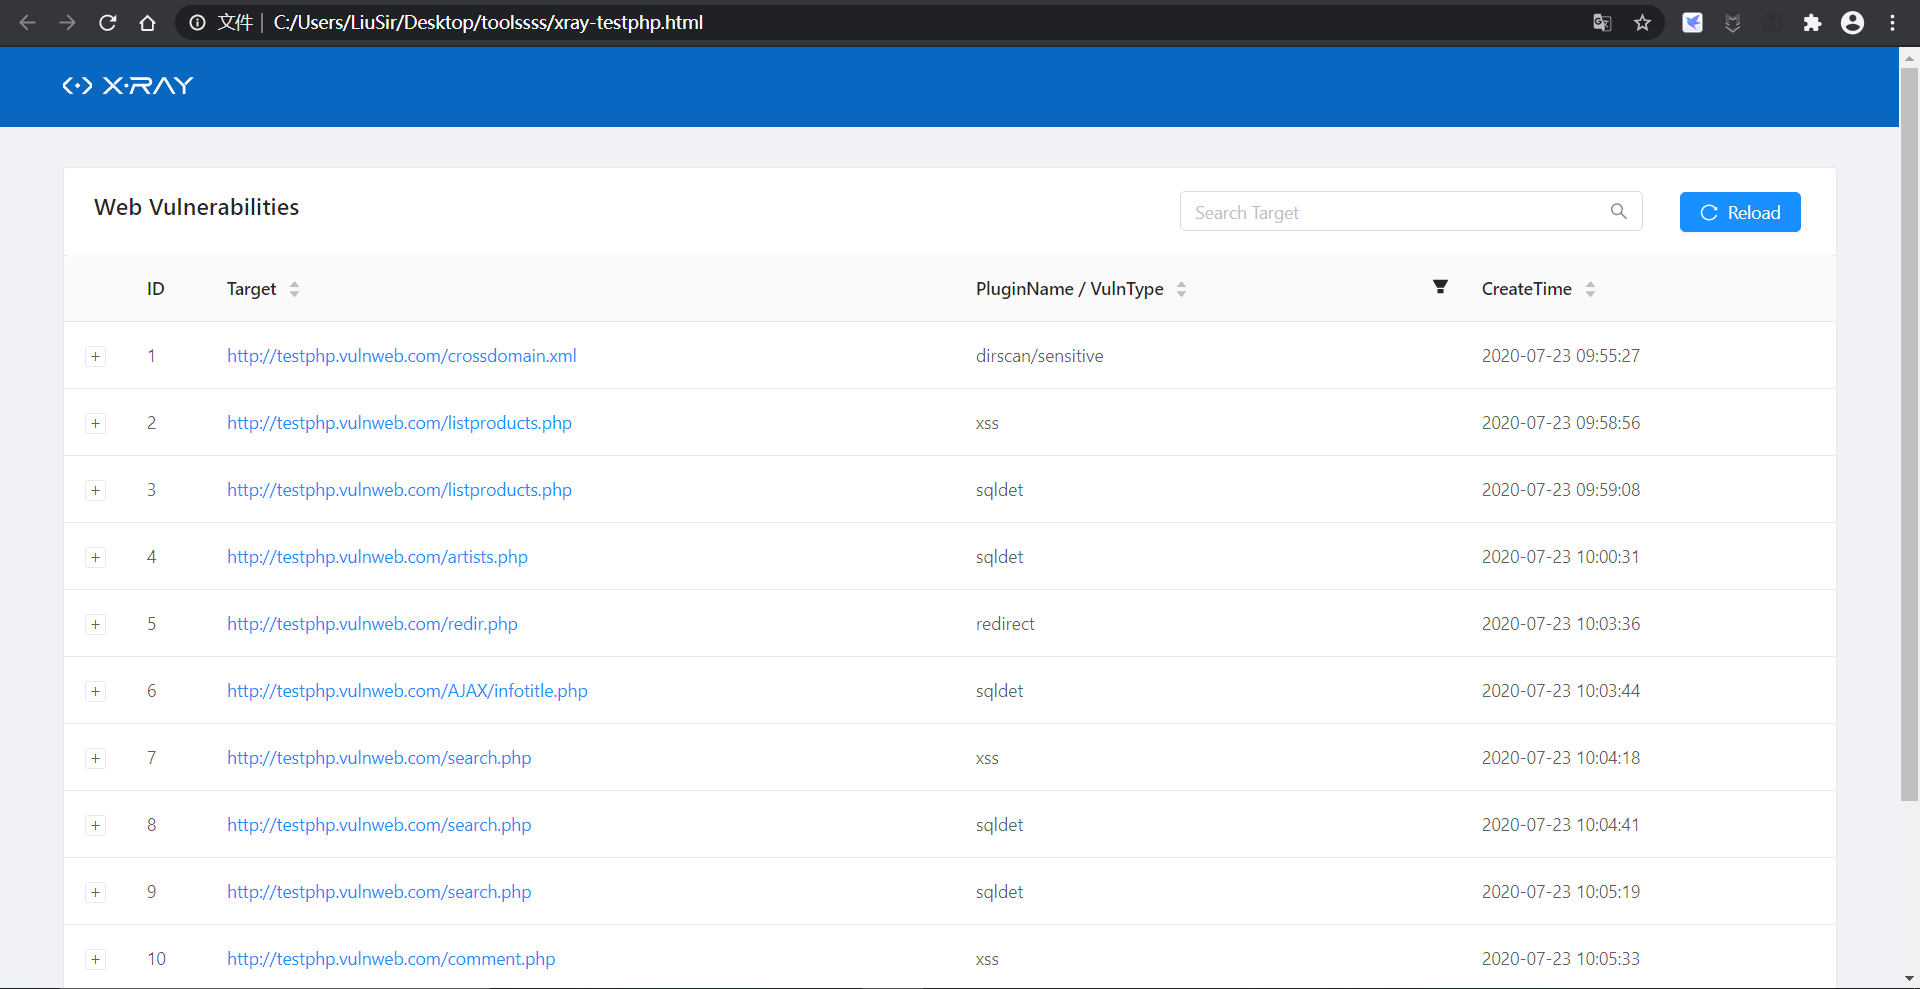 文件 C:/Users/LiuSir/Desktop/toolssss/xray-testphp.html
X·RAY
Web Vulnerabilities
Search Target
Reload
ID Target PluginName / VulnType CreateTime
+ 1 http://testphp.vulnweb.com/crossdomain.xml dirscan/sensitive 2020-07-23 09:55:27
+ 2 http://testphp.vulnweb.com/listproducts.php xss 2020-07-23 09:58:56
+ 3 http://testphp.vulnweb.com/listproducts.php sqldet 2020-07-23 09:59:08
+ 4 http://testphp.vulnweb.com/artists.php sqldet 2020-07-23 10:00:31
+ 5 http://testphp.vulnweb.com/redir.php redirect 2020-07-23 10:03:36
+ 6 http://testphp.vulnweb.com/AJAX/infotitle.php sqldet 2020-07-23 10:03:44
+ 7 http://testphp.vulnweb.com/search.php xss 2020-07-23 10:04:18
+ 8 http://testphp.vulnweb.com/search.php sqldet 2020-07-23 10:04:41
+ 9 http://testphp.vulnweb.com/search.php sqldet 2020-07-23 10:05:19
+ 10 http://testphp.vulnweb.com/comment.php xss 2020-07-23 10:05:33